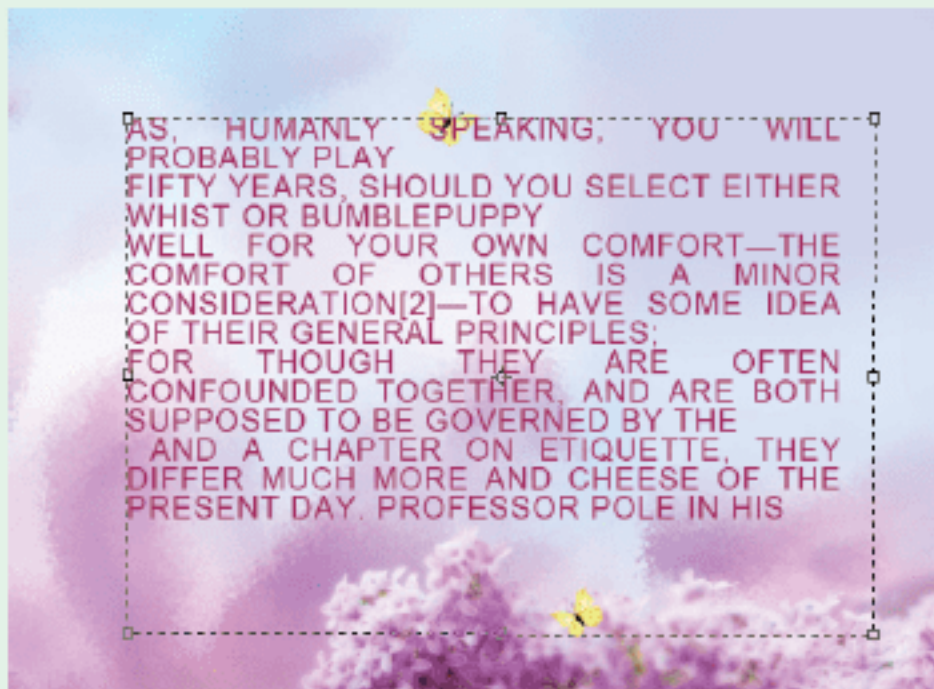 AS, HUMANLY SPEAKING, YOU WILL
PROBABLY PLAY
FIFTY YEARS, SHOULD YOU SELECT EITHER
WHIST OR BUMBLEPUPPY
WELL FOR YOUR OWN COMFORT—THE
COMFORT OF OTHERS IS A MINOR
CONSIDERATION[2]—TO HAVE SOME IDEA
OF THEIR GENERAL PRINCIPLES;
FOR THOUGH THEY ARE OFTEN
CONFOUNDED TOGETHER, AND ARE BOTH
SUPPOSED TO BE GOVERNED BY THE
AND A CHAPTER ON ETIQUETTE, THEY
DIFFER MUCH MORE AND CHEESE OF THE
PRESENT DAY. PROFESSOR POLE IN HIS